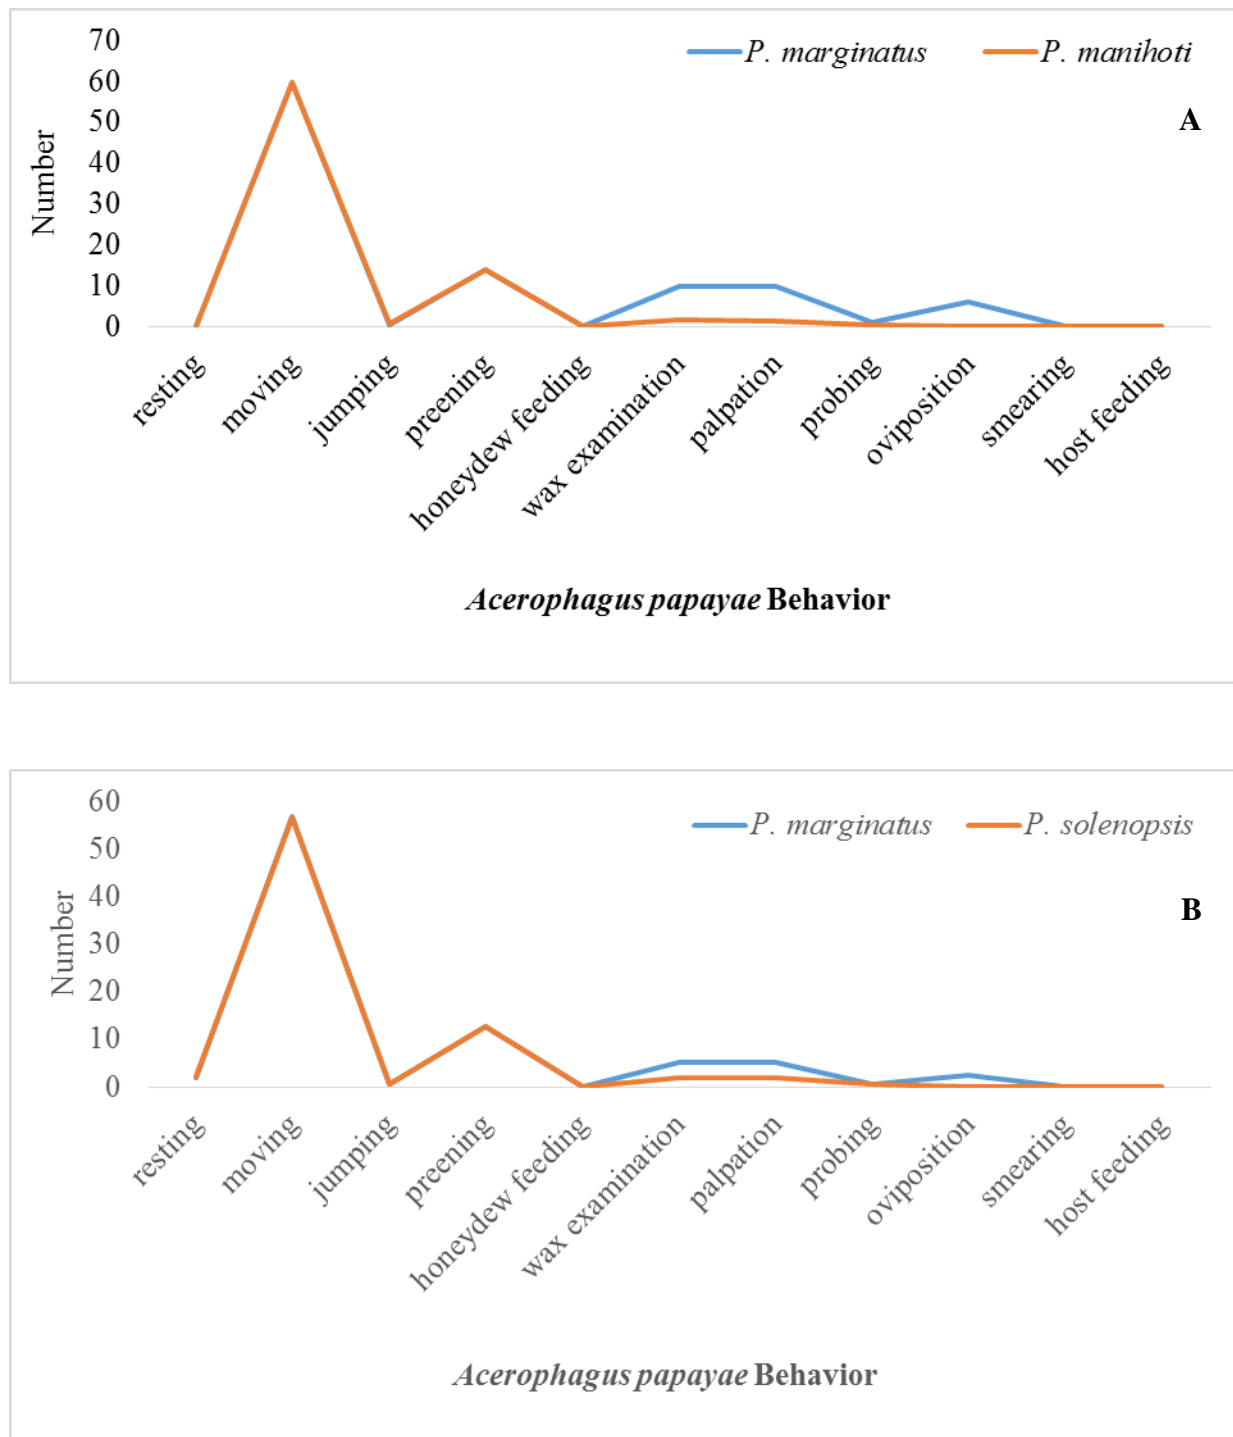 70
60
50
40
30
20
10
0
Number
P. marginatus P. manihoti
A
resting
moving
jumping
preening
honeydew feeding
wax examination
palpation
probing
oviposition
smearing
host feeding
Acerophagus papayae Behavior
60
50
40
30
20
10
0
Number
P. marginatus P. solenopsis
B
resting
moving
jumping
preening
honeydew feeding
wax examination
palpation
probing
oviposition
smearing
host feeding
Acerophagus papayae Behavior